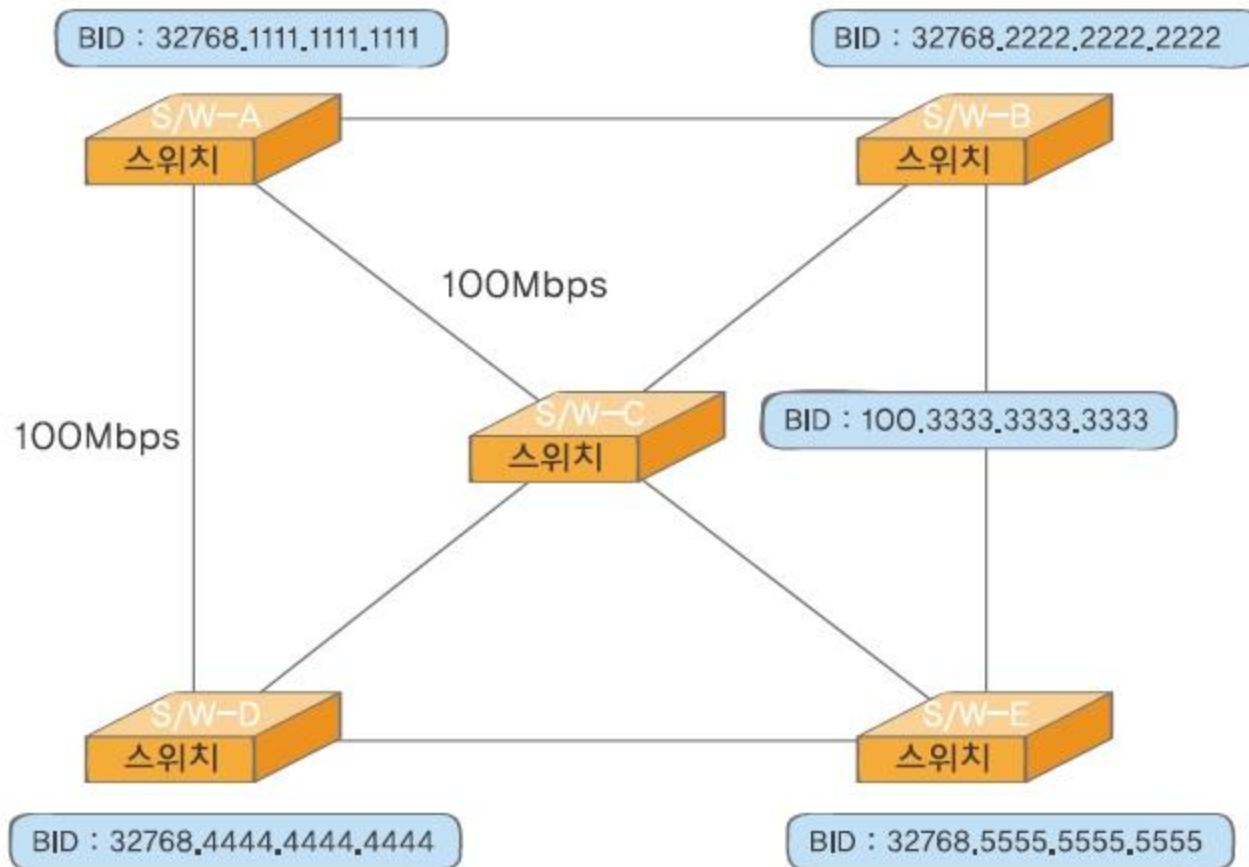 BID : 32768.1111.1111.1111
BID : 32768.2222.2222.2222
S/W-A
스위치
S/W-B
스위치
100Mbps
S/W-C
스위치
BID : 100.3333.3333.3333
100Mbps
S/W-D
스위치
S/W-E
스위치
BID : 32768.4444.4444.4444
BID : 32768.5555.5555.5555